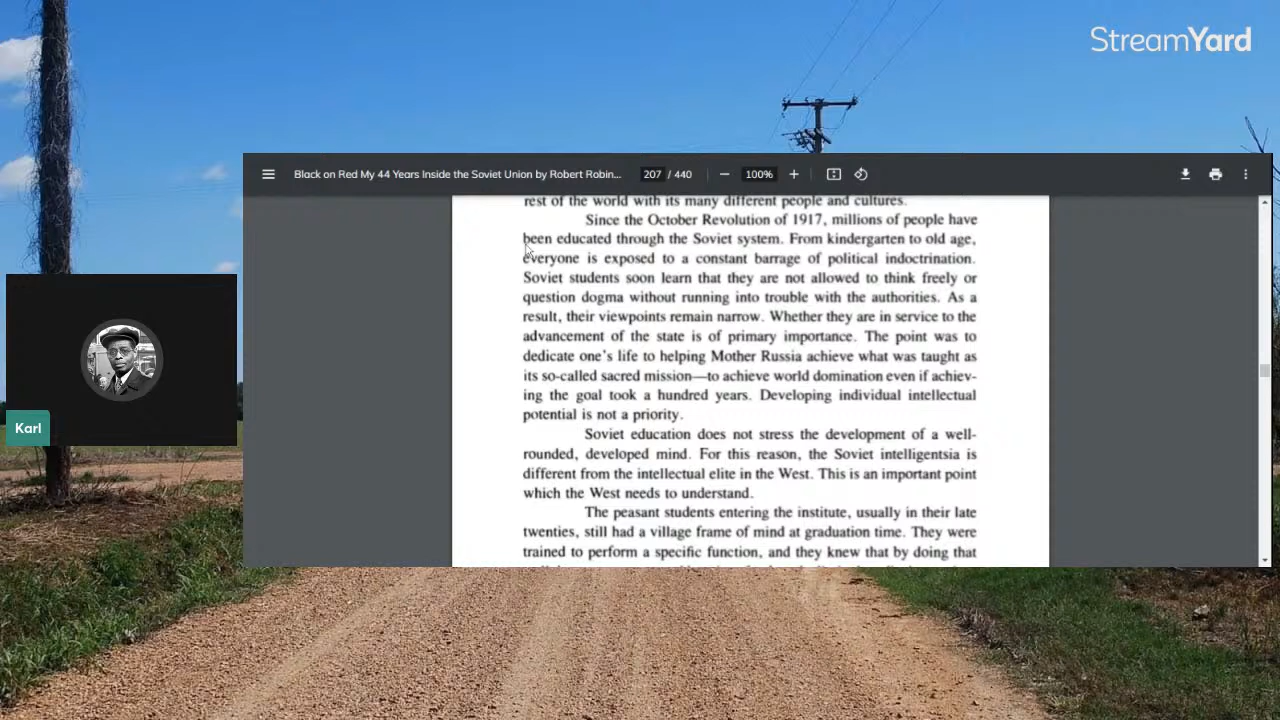 StreamYard
Black on Red My 44 Years Inside the Soviet Union by Robert Robin...
207 / 440
100%
rest of the world with its many different people and cultures.
Since the October Revolution of 1917, millions of people have
been educated through the Soviet system. From kindergarten to old age,
everyone is exposed to a constant barrage of political indoctrination.
Soviet students soon learn that they are not allowed to think freely or
question dogma without running into trouble with the authorities. As a
result, their viewpoints remain narrow. Whether they are in service to the
advancement of the state is of primary importance. The point was to
dedicate one's life to helping Mother Russia achieve what was taught as
its so-called sacred mission—to achieve world domination even if achiev-
ing the goal took a hundred years. Developing individual intellectual
potential is not a priority.
Soviet education does not stress the development of a well-
rounded, developed mind. For this reason, the Soviet intelligentsia is
different from the intellectual elite in the West. This is an important point
which the West needs to understand.
The peasant students entering the institute, usually in their late
twenties, still had a village frame of mind at graduation time. They were
trained to perform a specific function, and they knew that by doing that
Karl